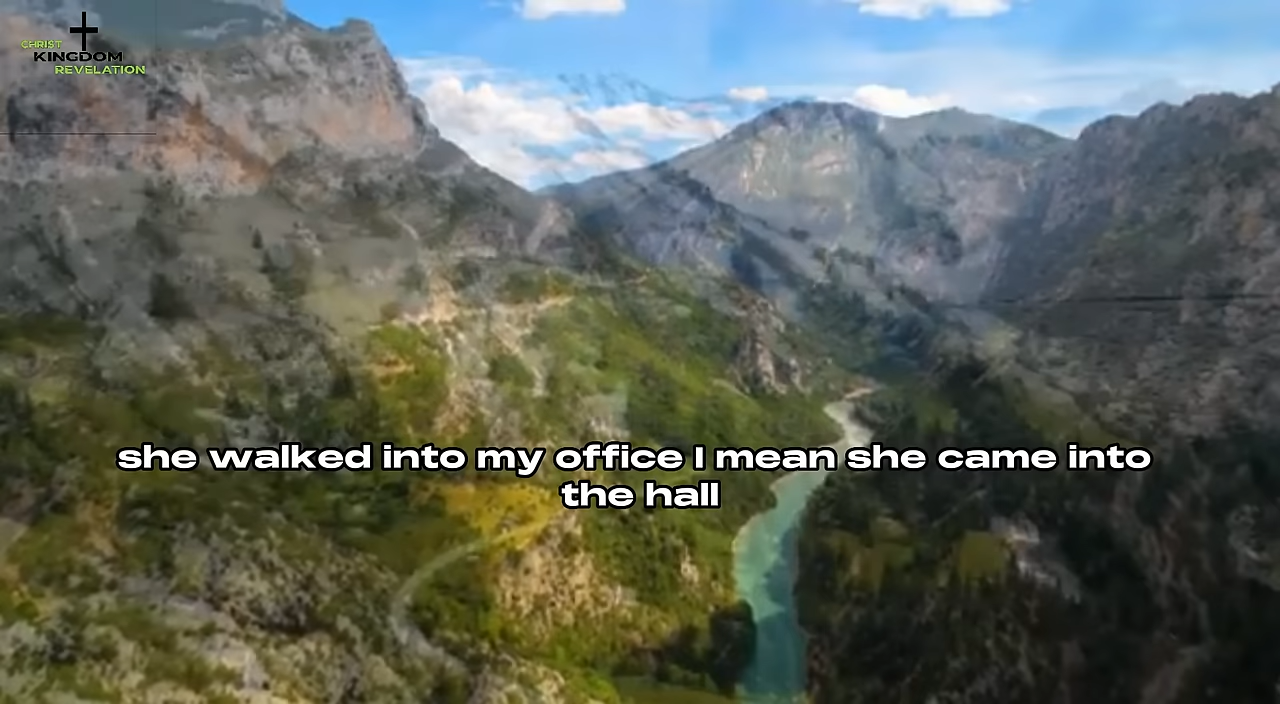 CHRIST
KINGDOM
REVELATION
she walked into my office I mean she came into
the hall